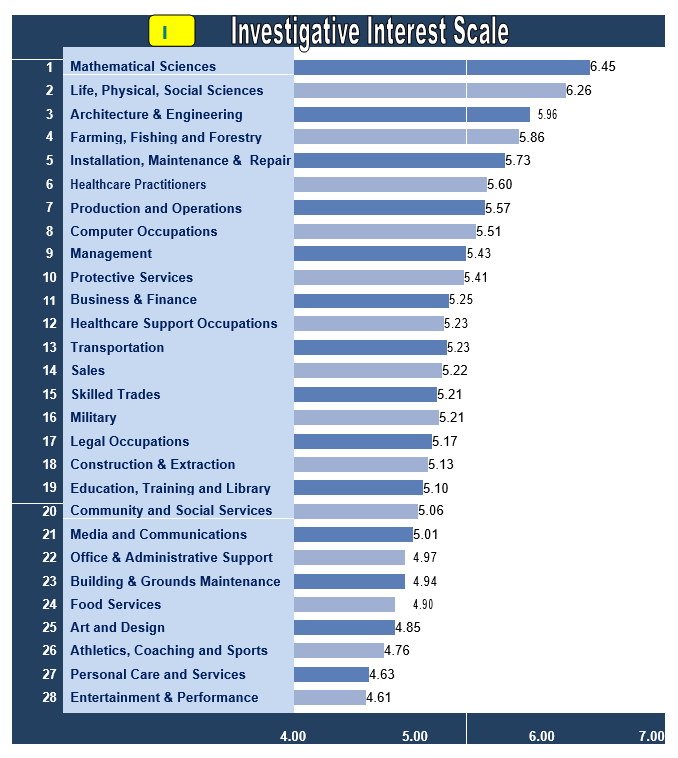 I Investigative Interest Scale
1 Mathematical Sciences 6.45
2 Life, Physical, Social Sciences 6.26
3 Architecture & Engineering 5.96
4 Farming, Fishing and Forestry 5.86
5 Installation, Maintenance & Repair 5.73
6 Healthcare Practitioners 5.60
7 Production and Operations 5.57
8 Computer Occupations 5.51
9 Management 5.43
10 Protective Services 5.41
11 Business & Finance 5.25
12 Healthcare Support Occupations 5.23
13 Transportation 5.23
14 Sales 5.22
15 Skilled Trades 5.21
16 Military 5.21
17 Legal Occupations 5.17
18 Construction & Extraction 5.13
19 Education, Training and Library 5.10
20 Community and Social Services 5.06
21 Media and Communications 5.01
22 Office & Administrative Support 4.97
23 Building & Grounds Maintenance 4.94
24 Food Services 4.90
25 Art and Design 4.85
26 Athletics, Coaching and Sports 4.76
27 Personal Care and Services 4.63
28 Entertainment & Performance 4.61
4.00 5.00 6.00 7.00